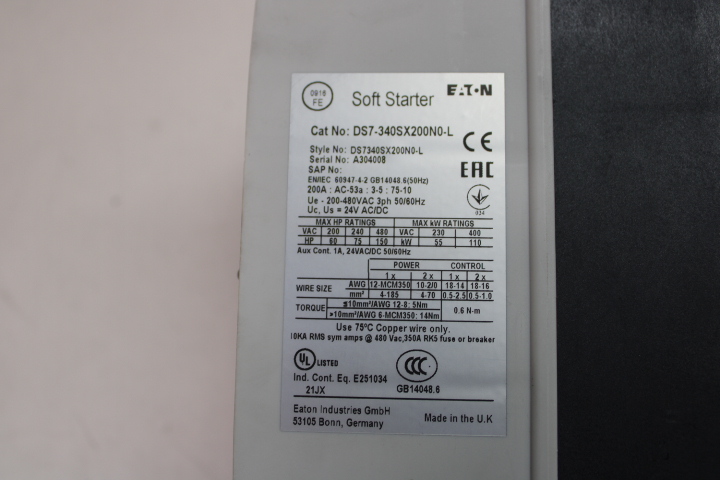 0916
FE
Soft Starter
EATON
Cat No: DS7-340SX200N0-L
Style No: DS7340SX200N0-L
Serial No: A304008
SAP No:
CE
EAC
EN/IEC 60947-4-2 GB14048.6(50Hz)
200A : AC-53a : 3-5 : 75-10
Ue - 200-480VAC 3ph 50/60Hz
Uc, Us = 24V AC/DC
034
MAX HP RATINGS MAX kW RATINGS
VAC 200 240 480 VAC 230 400
HP 60 75 150 kW 55 110
Aux Cont. 1A, 24VAC/DC 50/60Hz
POWER CONTROL
1 x 2 x 1 x 2 x
WIRE SIZE AWG 12-MCM350 10-2/0 18-14 18-16
mm² 4-185 4-70 0.5-2.5 0.5-1.0
TORQUE ≤10mm²/AWG 12-8: 5Nm 0.6 N-m
>10mm²/AWG 6-MCM350: 14Nm
Use 75ºC Copper wire only.
10KA RMS sym amps @ 480 Vac,350A RK5 fuse or breaker
UL LISTED
CCC
Ind. Cont. Eq. E251034
21JX
GB14048.6
Eaton Industries GmbH
53105 Bonn, Germany
Made in the U.K